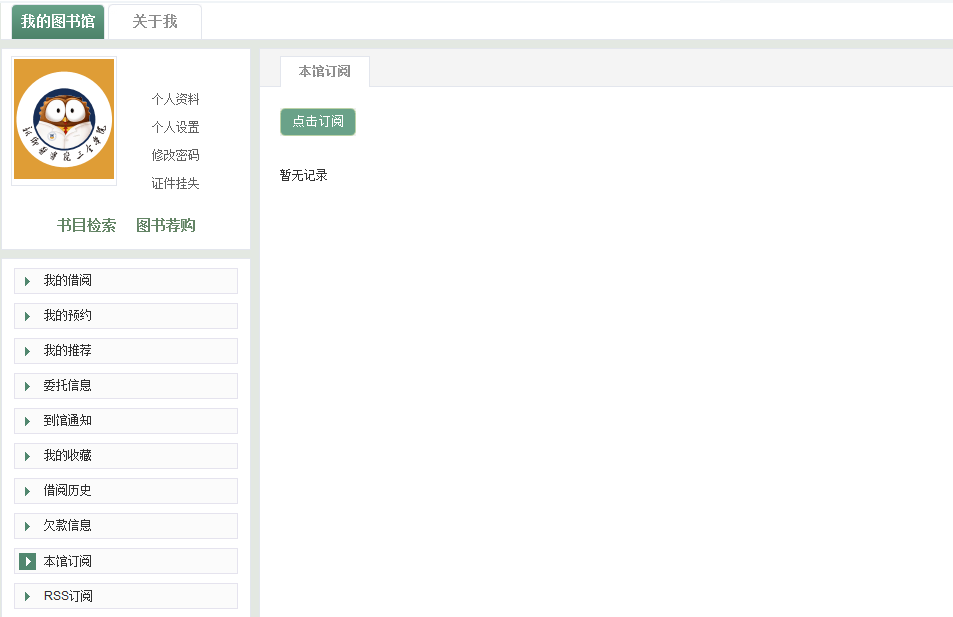 我的图书馆
关于我
个人资料
个人设置
修改密码
证件挂失
书目检索 图书荐购
我的借阅
我的预约
我的推荐
委托信息
到馆通知
我的收藏
借阅历史
欠款信息
本馆订阅
RSS订阅
本馆订阅
点击订阅
暂无记录